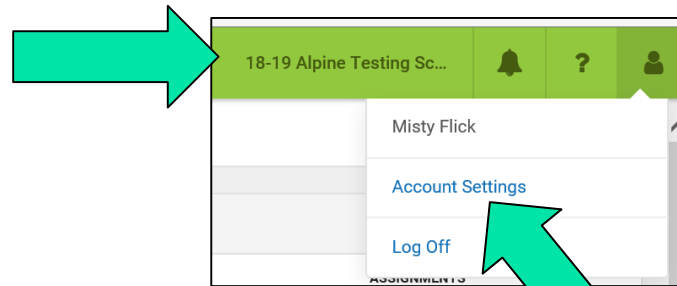 18-19 Alpine Testing Sc... ?
Misty Flick
Account Settings
Log Off
ASSIGNMENTS